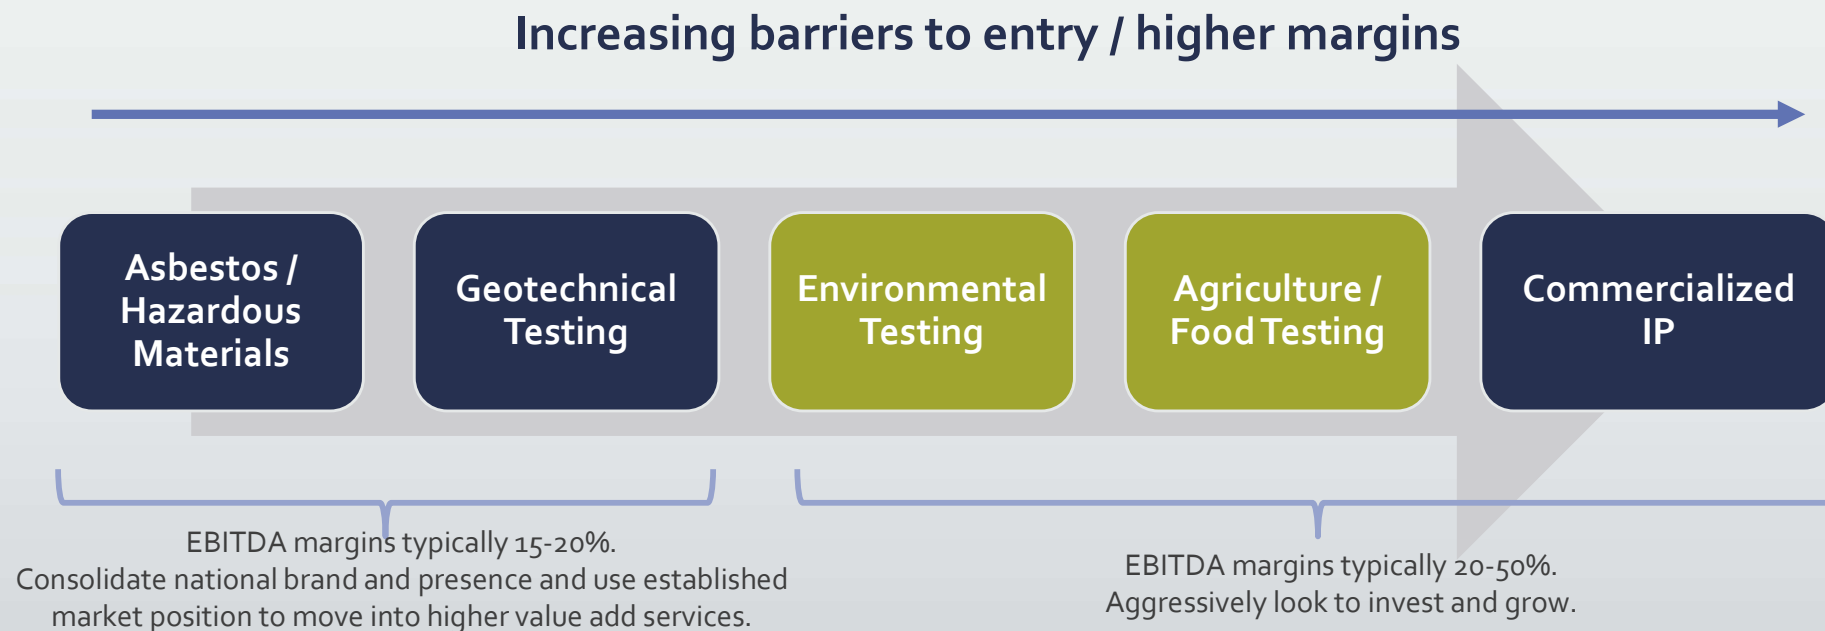 Increasing barriers to entry / higher margins
Asbestos /
Hazardous
Materials
Geotechnical
Testing
Environmental
Testing
Agriculture /
Food Testing
Commercialized
IP
EBITDA margins typically 15-20%.
Consolidate national brand and presence and use established
market position to move into higher value add services.
EBITDA margins typically 20-50%.
Aggressively look to invest and grow.